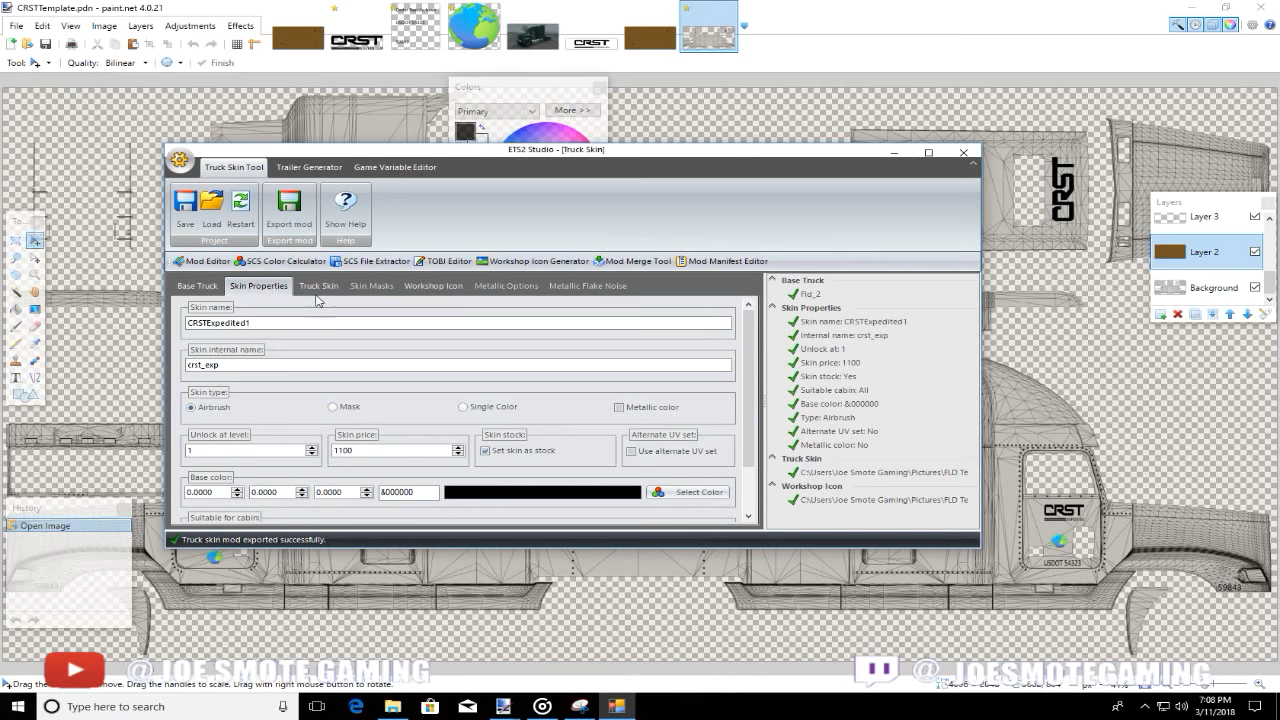 CRSTTemplate.pdn - paint.net 4.0.21
File Edit View Image Layers Adjustments Effects
Tool: Quality: Bilinear Finish
Colors
Primary More >>
ETS2 Studio - [Truck Skin]
Truck Skin Tool Trailer Generator Game Variable Editor
Save Load Restart Export mod Show Help
Project Export mod Help
Mod Editor SCS Color Calculator SCS File Extractor TOBJ Editor Workshop Icon Generator Mod Merge Tool Mod Manifest Editor
Base Truck Skin Properties Truck Skin Skin Masks Workshop Icon Metallic Options Metallic Flake Noise
Skin name:
CRSTExpedited1
Skin internal name:
crst_exp
Skin type:
Airbrush Mask Single Color Metallic color
Unlock at level: Skin price: Skin stock: Alternate UV set:
1 1100 Set skin as stock Use alternate UV set
Base color:
0.0000 0.0000 0.0000 &000000 Select Color
Suitable for cabin:
Truck skin mod exported successfully.
Base Truck
Fld_2
Skin Properties
Skin name: CRSTExpedited1
Internal name: crst_exp
Unlock at: 1
Skin price: 1100
Skin stock: Yes
Suitable cabin: All
Base color: &000000
Type: Airbrush
Alternate UV set: No
Metallic color: No
Truck Skin
C:\Users\Joe Smote Gaming\Pictures\FLD Te
Workshop Icon
C:\Users\Joe Smote Gaming\Pictures\FLD Te
Layers
Layer 3
Layer 2
Background
To...
History
Open Image
CRST
CRST
CRST
CRST
USDOT 54323
59843
@ JOE SMOTE GAMING
@ JOESMOTEGAMING
Type here to search
7:08 PM
3/11/2018